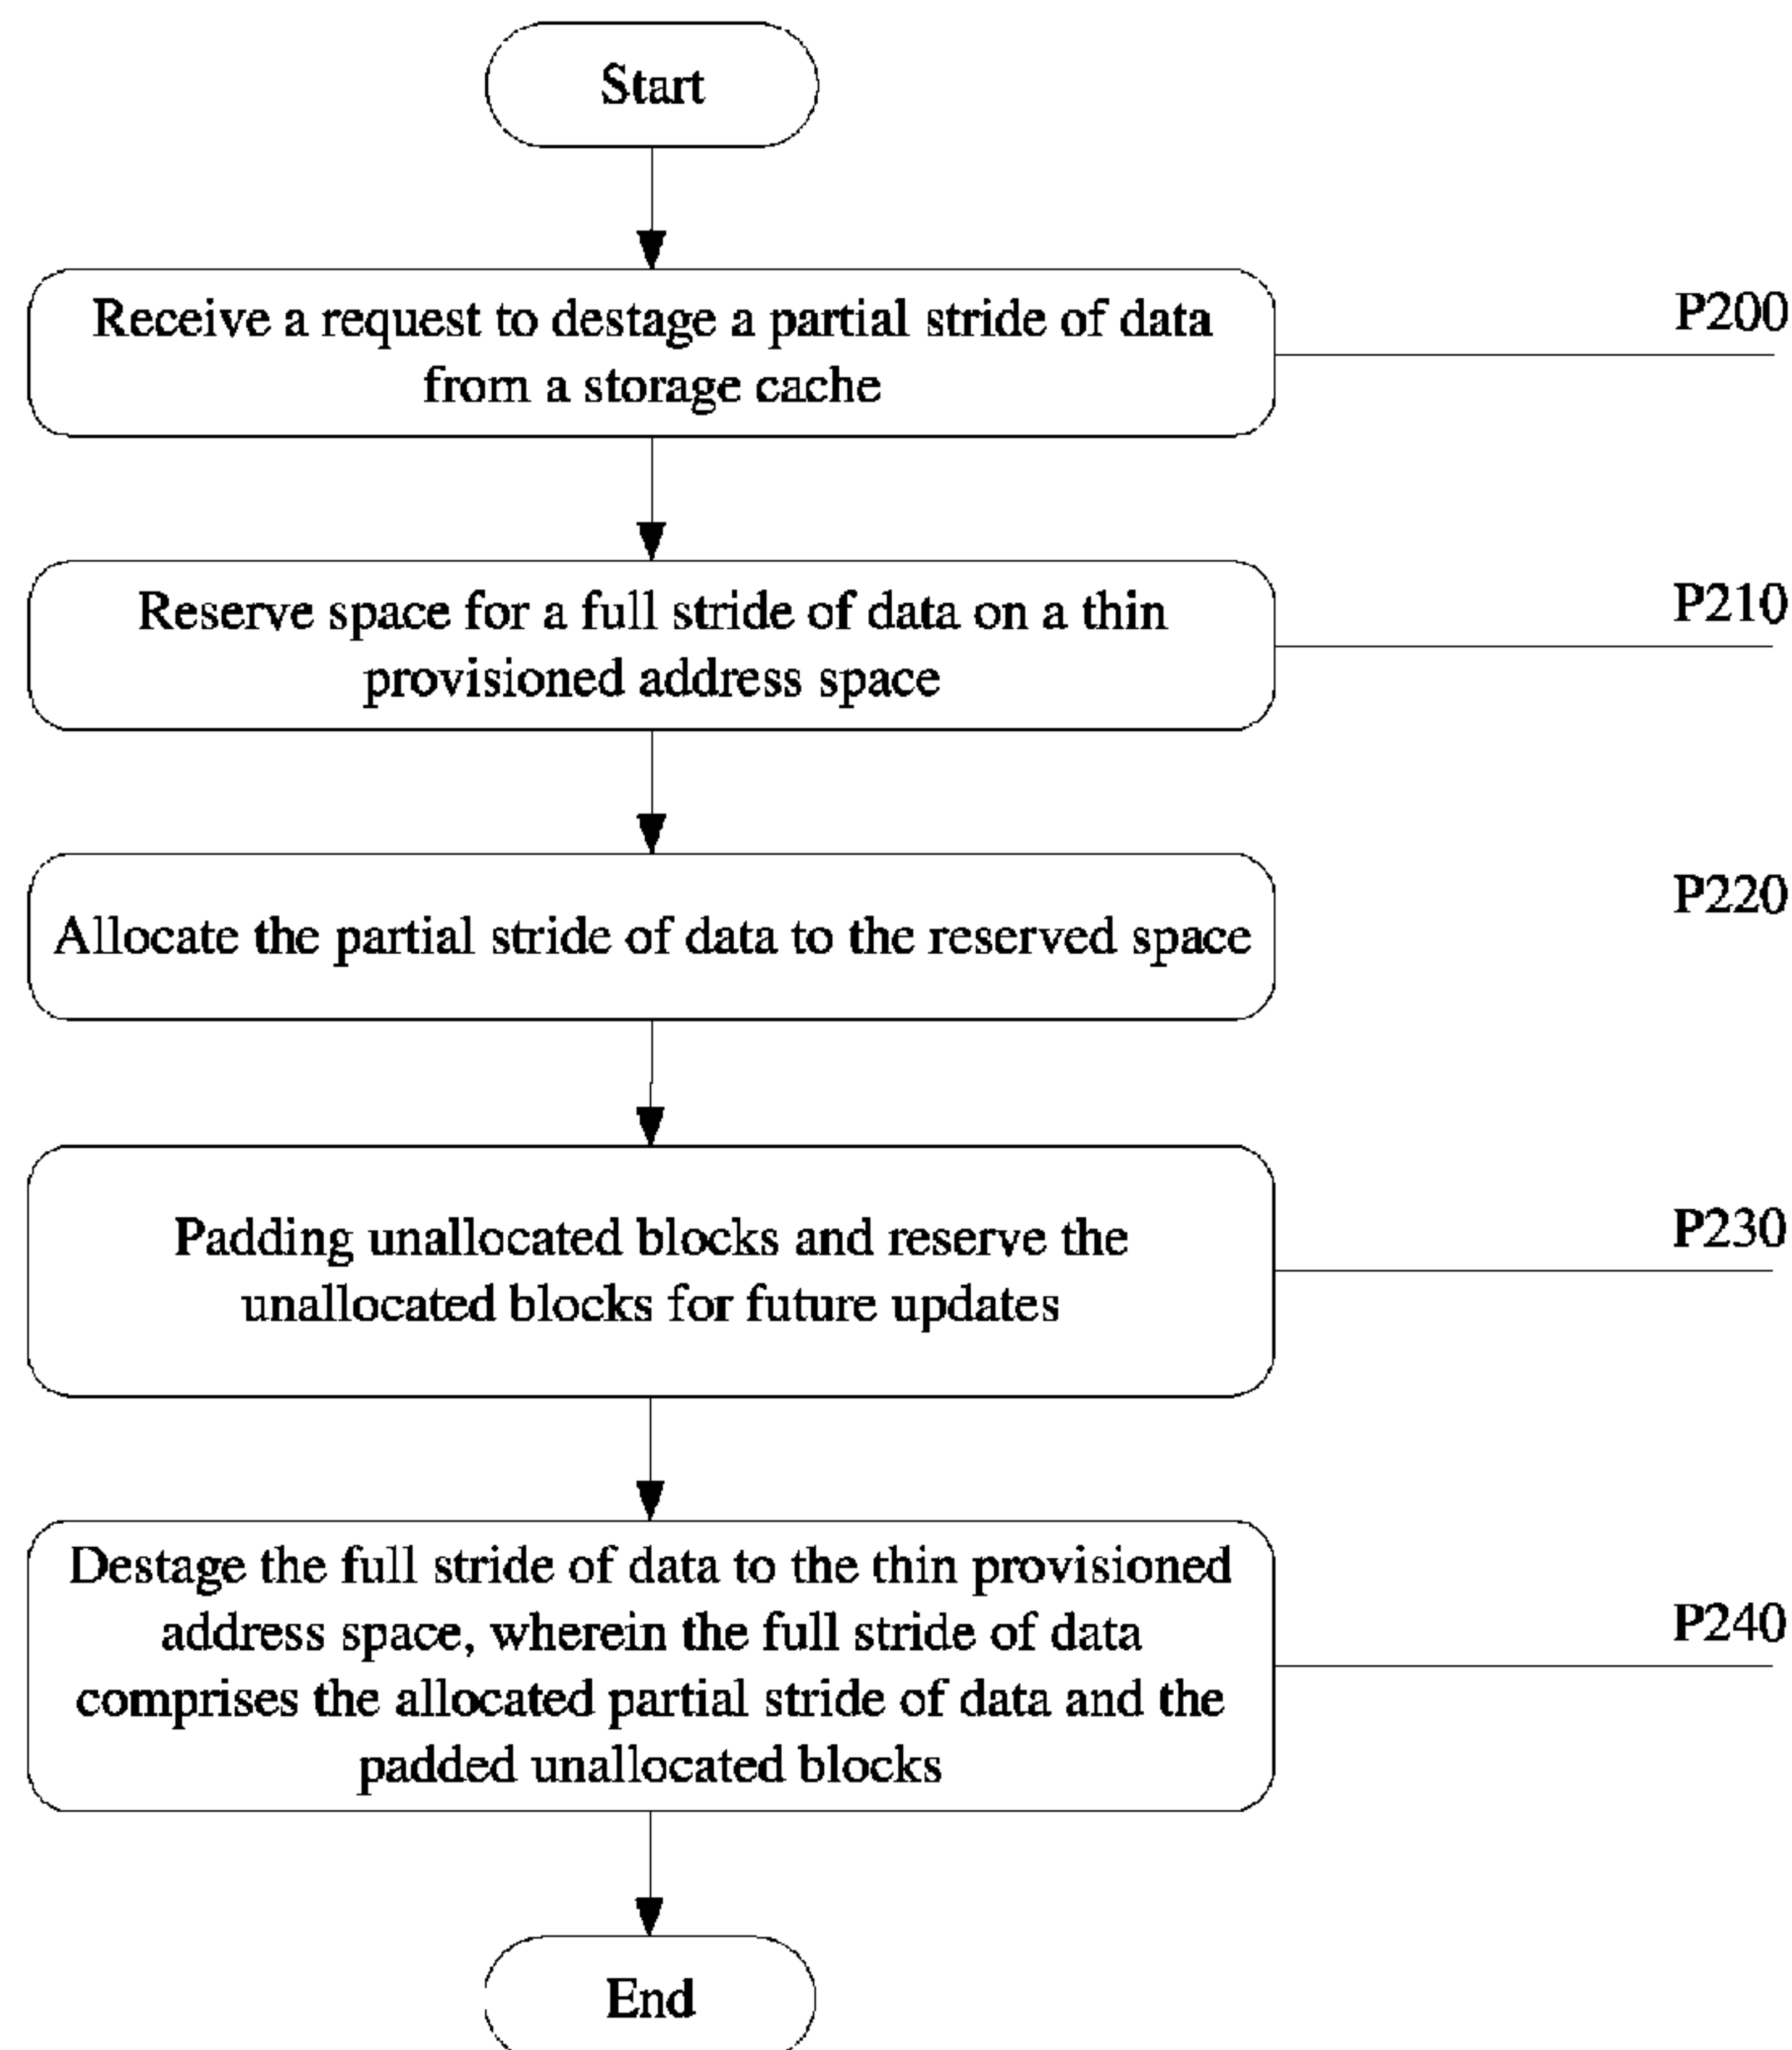 Start
Receive a request to destage a partial stride of data
from a storage cache
P200
Reserve space for a full stride of data on a thin
provisioned address space
P210
Allocate the partial stride of data to the reserved space
P220
Padding unallocated blocks and reserve the
unallocated blocks for future updates
P230
Destage the full stride of data to the thin provisioned
address space, wherein the full stride of data
comprises the allocated partial stride of data and the
padded unallocated blocks
P240
End